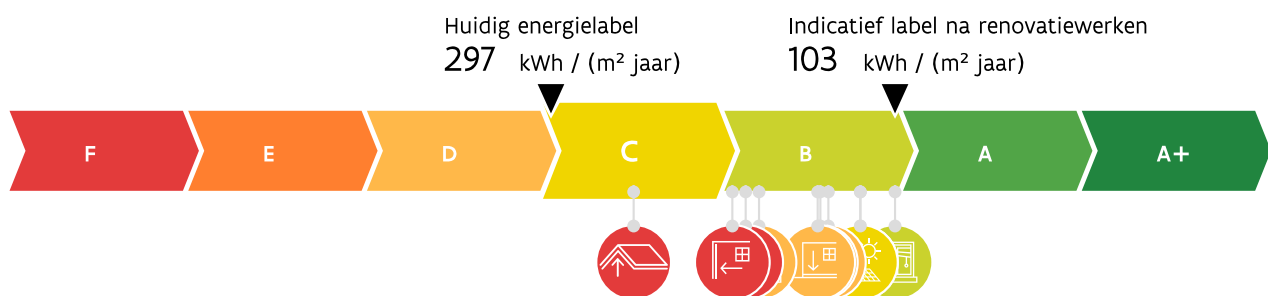 Huidig energielabel
297 kWh / (m² jaar)
Indicatief label na renovatiewerken
103 kWh / (m² jaar)
F E D C B A A+